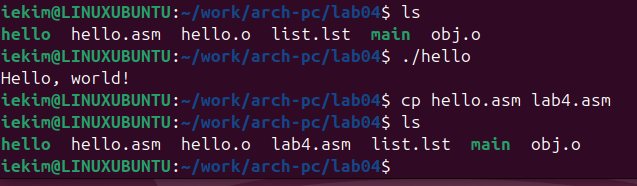 iekim@LINUXUBUNTU:~/work/arch-pc/lab04$ ls
hello  hello.asm  hello.o  list.lst  main  obj.o
iekim@LINUXUBUNTU:~/work/arch-pc/lab04$ ./hello
Hello, world!
iekim@LINUXUBUNTU:~/work/arch-pc/lab04$ cp hello.asm lab4.asm
iekim@LINUXUBUNTU:~/work/arch-pc/lab04$ ls
hello  hello.asm  hello.o  lab4.asm  list.lst  main  obj.o
iekim@LINUXUBUNTU:~/work/arch-pc/lab04$